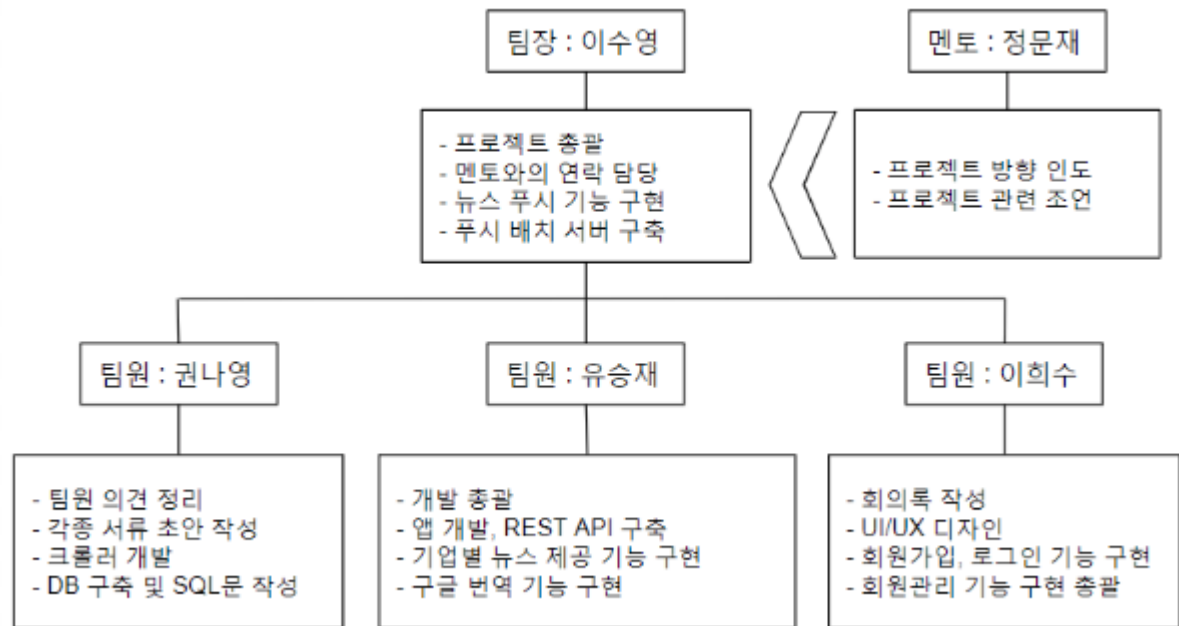 팀장 : 이수영
멘토 : 정문재
- 프로젝트 총괄
- 멘토와의 연락 담당
- 뉴스 푸시 기능 구현
- 푸시 배치 서버 구축
- 프로젝트 방향 인도
- 프로젝트 관련 조언
팀원 : 권나영
팀원 : 유승재
팀원 : 이희수
- 팀원 의견 정리
- 각종 서류 초안 작성
- 크롤러 개발
- DB 구축 및 SQL문 작성
- 개발 총괄
- 앱 개발, REST API 구축
- 기업별 뉴스 제공 기능 구현
- 구글 번역 기능 구현
- 회의록 작성
- UI/UX 디자인
- 회원가입, 로그인 기능 구현
- 회원관리 기능 구현 총괄